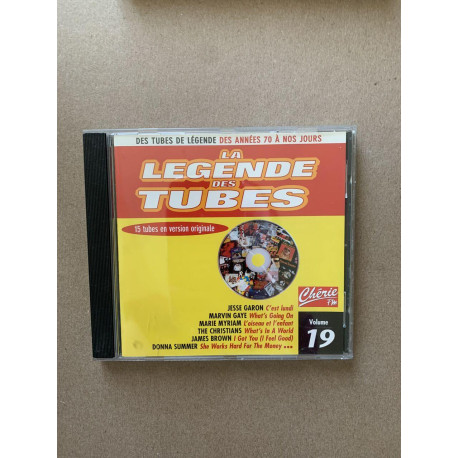 DES TUBES DE LÉGENDE DES ANNÉES 70 À NOS JOURS
LA
LEGENDE
DES
TUBES
15 tubes en version originale
Chérie
FM
JESSE GARON C'est lundi
MARVIN GAYE What's Going On
MARIE MYRIAM L'oiseau et l'enfant
THE CHRISTIANS What's In A World
JAMES BROWN I Got You (I Feel Good)
DONNA SUMMER She Works Hard For The Money ...
Volume
19